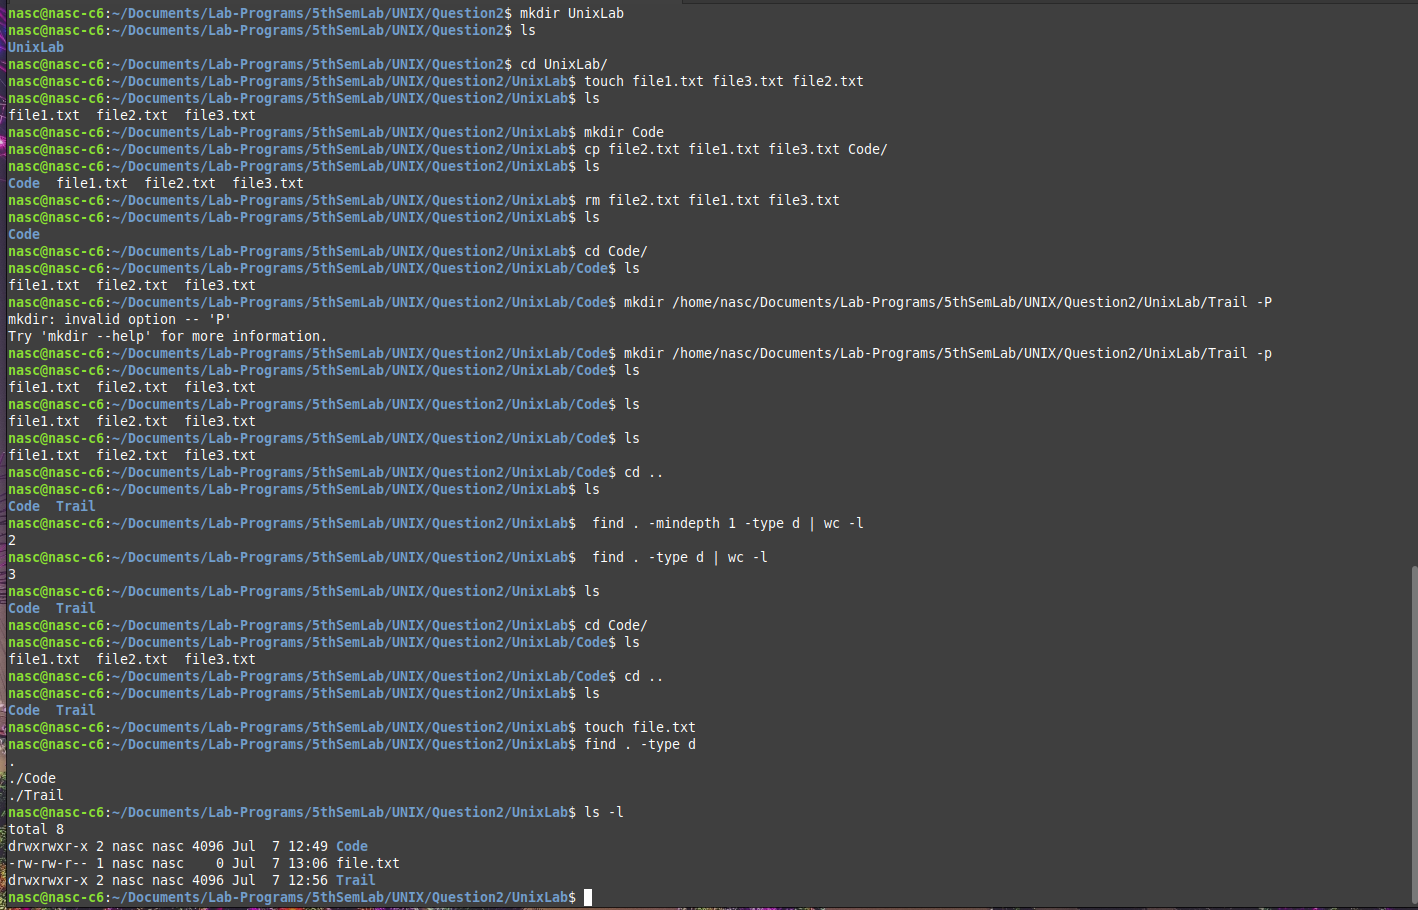 nasc@nasc-c6:~/Documents/Lab-Programs/5thSemLab/UNIX/Question2$ mkdir UnixLab
nasc@nasc-c6:~/Documents/Lab-Programs/5thSemLab/UNIX/Question2$ ls
UnixLab
nasc@nasc-c6:~/Documents/Lab-Programs/5thSemLab/UNIX/Question2$ cd UnixLab/
nasc@nasc-c6:~/Documents/Lab-Programs/5thSemLab/UNIX/Question2/UnixLab$ touch file1.txt file3.txt file2.txt
nasc@nasc-c6:~/Documents/Lab-Programs/5thSemLab/UNIX/Question2/UnixLab$ ls
file1.txt  file2.txt  file3.txt
nasc@nasc-c6:~/Documents/Lab-Programs/5thSemLab/UNIX/Question2/UnixLab$ mkdir Code
nasc@nasc-c6:~/Documents/Lab-Programs/5thSemLab/UNIX/Question2/UnixLab$ cp file2.txt file1.txt file3.txt Code/
nasc@nasc-c6:~/Documents/Lab-Programs/5thSemLab/UNIX/Question2/UnixLab$ ls
Code  file1.txt  file2.txt  file3.txt
nasc@nasc-c6:~/Documents/Lab-Programs/5thSemLab/UNIX/Question2/UnixLab$ rm file2.txt file1.txt file3.txt
nasc@nasc-c6:~/Documents/Lab-Programs/5thSemLab/UNIX/Question2/UnixLab$ ls
Code
nasc@nasc-c6:~/Documents/Lab-Programs/5thSemLab/UNIX/Question2/UnixLab$ cd Code/
nasc@nasc-c6:~/Documents/Lab-Programs/5thSemLab/UNIX/Question2/UnixLab/Code$ ls
file1.txt  file2.txt  file3.txt
nasc@nasc-c6:~/Documents/Lab-Programs/5thSemLab/UNIX/Question2/UnixLab/Code$ mkdir /home/nasc/Documents/Lab-Programs/5thSemLab/UNIX/Question2/UnixLab/Trail -P
mkdir: invalid option -- 'P'
Try 'mkdir --help' for more information.
nasc@nasc-c6:~/Documents/Lab-Programs/5thSemLab/UNIX/Question2/UnixLab/Code$ mkdir /home/nasc/Documents/Lab-Programs/5thSemLab/UNIX/Question2/UnixLab/Trail -p
nasc@nasc-c6:~/Documents/Lab-Programs/5thSemLab/UNIX/Question2/UnixLab/Code$ ls
file1.txt  file2.txt  file3.txt
nasc@nasc-c6:~/Documents/Lab-Programs/5thSemLab/UNIX/Question2/UnixLab/Code$ ls
file1.txt  file2.txt  file3.txt
nasc@nasc-c6:~/Documents/Lab-Programs/5thSemLab/UNIX/Question2/UnixLab/Code$ ls
file1.txt  file2.txt  file3.txt
nasc@nasc-c6:~/Documents/Lab-Programs/5thSemLab/UNIX/Question2/UnixLab/Code$ cd ..
nasc@nasc-c6:~/Documents/Lab-Programs/5thSemLab/UNIX/Question2/UnixLab$ ls
Code  Trail
nasc@nasc-c6:~/Documents/Lab-Programs/5thSemLab/UNIX/Question2/UnixLab$  find . -mindepth 1 -type d | wc -l
2
nasc@nasc-c6:~/Documents/Lab-Programs/5thSemLab/UNIX/Question2/UnixLab$  find . -type d | wc -l
3
nasc@nasc-c6:~/Documents/Lab-Programs/5thSemLab/UNIX/Question2/UnixLab$ ls
Code  Trail
nasc@nasc-c6:~/Documents/Lab-Programs/5thSemLab/UNIX/Question2/UnixLab$ cd Code/
nasc@nasc-c6:~/Documents/Lab-Programs/5thSemLab/UNIX/Question2/UnixLab/Code$ ls
file1.txt  file2.txt  file3.txt
nasc@nasc-c6:~/Documents/Lab-Programs/5thSemLab/UNIX/Question2/UnixLab/Code$ cd ..
nasc@nasc-c6:~/Documents/Lab-Programs/5thSemLab/UNIX/Question2/UnixLab$ ls
Code  Trail
nasc@nasc-c6:~/Documents/Lab-Programs/5thSemLab/UNIX/Question2/UnixLab$ touch file.txt
nasc@nasc-c6:~/Documents/Lab-Programs/5thSemLab/UNIX/Question2/UnixLab$ find . -type d
.
./Code
./Trail
nasc@nasc-c6:~/Documents/Lab-Programs/5thSemLab/UNIX/Question2/UnixLab$ ls -l
total 8
drwxrwxr-x 2 nasc nasc 4096 Jul  7 12:49 Code
-rw-rw-r-- 1 nasc nasc    0 Jul  7 13:06 file.txt
drwxrwxr-x 2 nasc nasc 4096 Jul  7 12:56 Trail
nasc@nasc-c6:~/Documents/Lab-Programs/5thSemLab/UNIX/Question2/UnixLab$